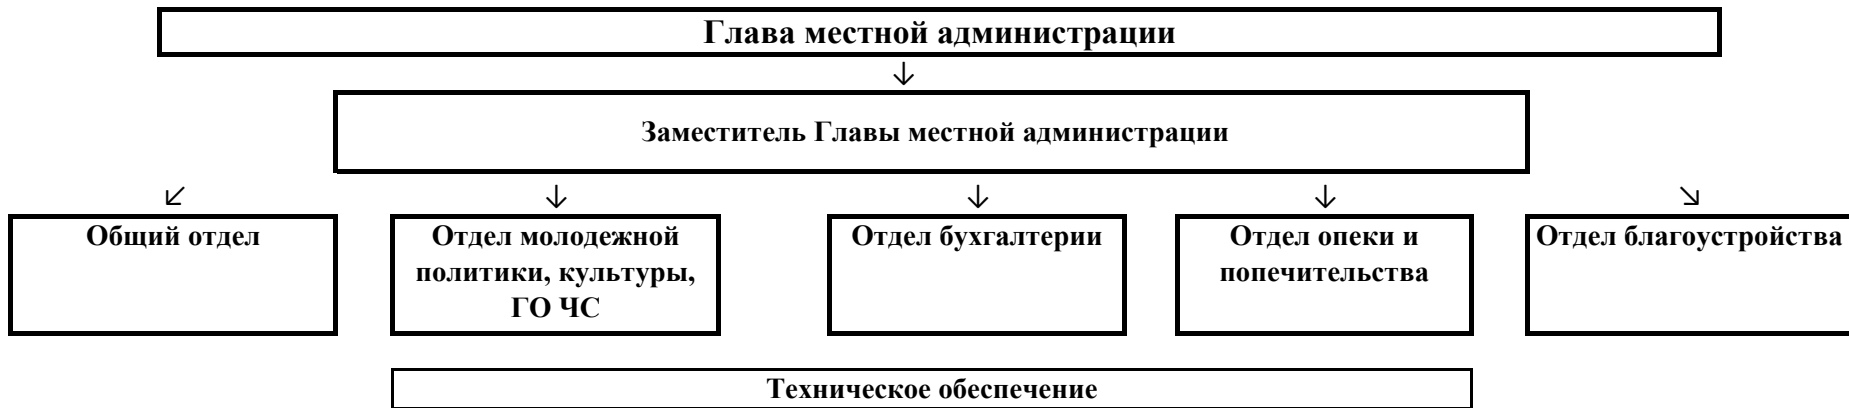 Глава местной администрации
Заместитель Главы местной администрации
Общий отдел
Отдел молодежной
политики, культуры,
ГО ЧС
Отдел бухгалтерии
Отдел опеки и
попечительства
Отдел благоустройства
Техническое обеспечение